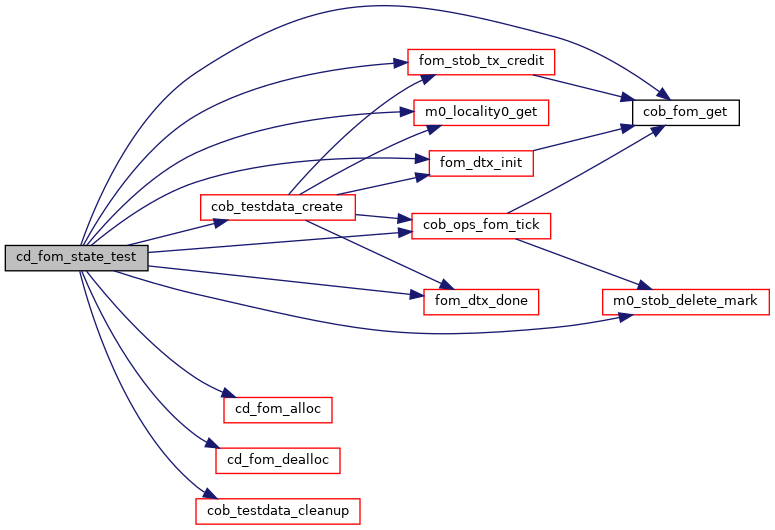 fom_stob_tx_credit
m0_locality0_get
cob_fom_get
fom_dtx_init
cob_testdata_create
cob_ops_fom_tick
cd_fom_state_test
fom_dtx_done
m0_stob_delete_mark
cd_fom_alloc
cd_fom_dealloc
cob_testdata_cleanup